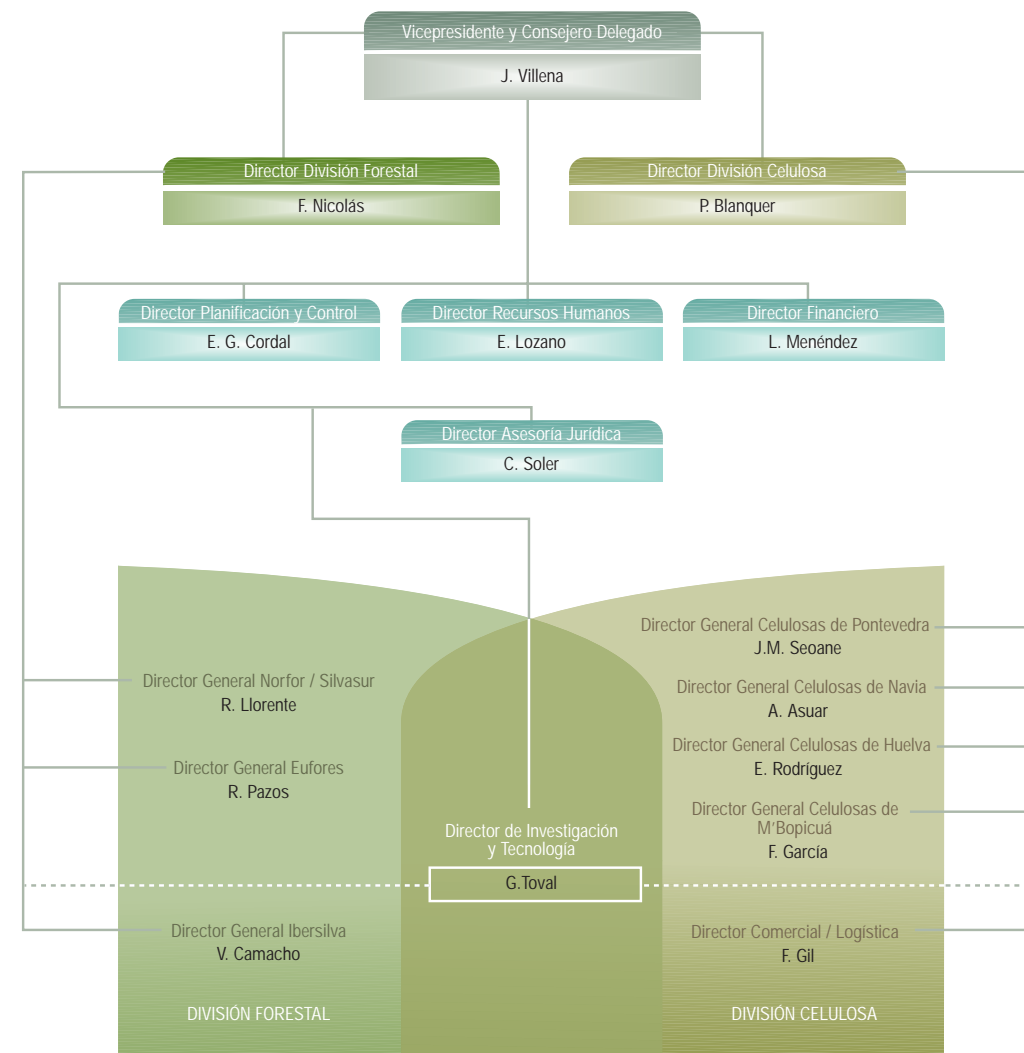 Vicepresidente y Consejero Delegado
J. Villena
Director División Forestal
F. Nicolás
Director División Celulosa
P. Blanquer
Director Planificación y Control
E. G. Cordal
Director Recursos Humanos
E. Lozano
Director Financiero
L. Menéndez
Director Asesoría Jurídica
C. Soler
Director General Norfor / Silvasur
R. Llorente
Director General Eufores
R. Pazos
Director General Ibersilva
V. Camacho
DIVISIÓN FORESTAL
Director de Investigación
y Tecnología
G.Toval
Director General Celulosas de Pontevedra
J.M. Seoane
Director General Celulosas de Navia
A. Asuar
Director General Celulosas de Huelva
E. Rodríguez
Director General Celulosas de
M'Bopicuá
F. García
Director Comercial / Logística
F. Gil
DIVISIÓN CELULOSA